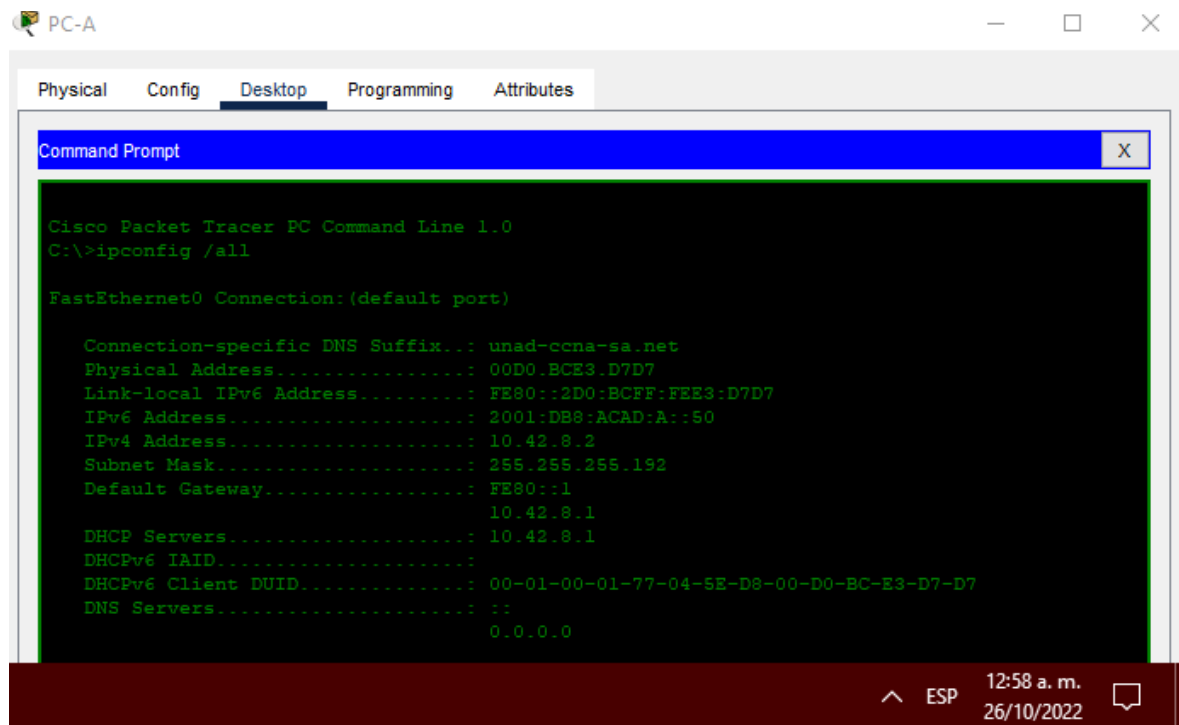 PC-A
Physical Config Desktop Programming Attributes
Command Prompt X
Cisco Packet Tracer PC Command Line 1.0
C:\>ipconfig /all
FastEthernet0 Connection:(default port)
Connection-specific DNS Suffix..: unad-ccna-sa.net
Physical Address................: 00D0.BCE3.D7D7
Link-local IPv6 Address.........: FE80::2D0:BCFF:FEE3:D7D7
IPv6 Address....................: 2001:DB8:ACAD:A::50
IPv4 Address....................: 10.42.8.2
Subnet Mask.....................: 255.255.255.192
Default Gateway.................: FE80::1
10.42.8.1
DHCP Servers....................: 10.42.8.1
DHCPv6 IAID.....................:
DHCPv6 Client DUID..............: 00-01-00-01-77-04-5E-D8-00-D0-BC-E3-D7-D7
DNS Servers.....................: ::
0.0.0.0
ESP 12:58 a. m.
26/10/2022